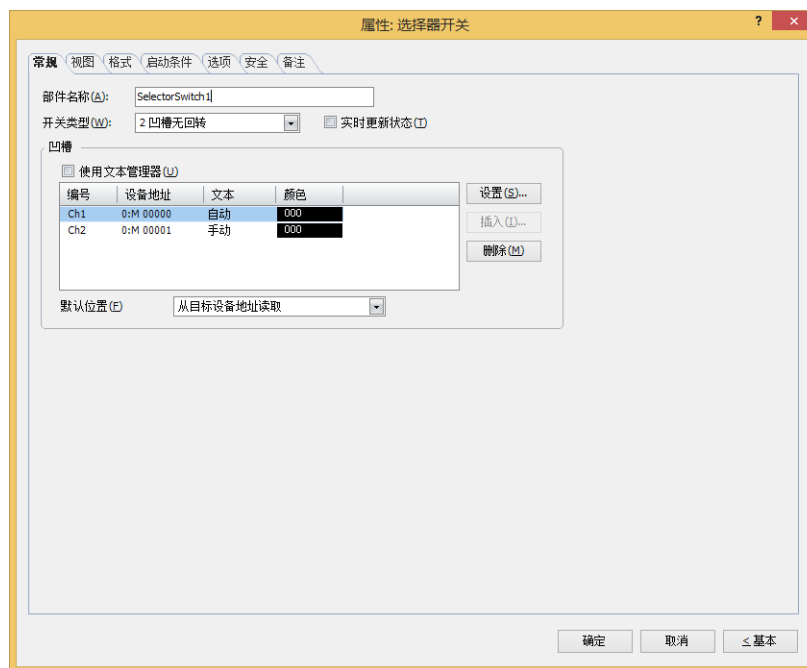 属性: 选择器开关
?
×
常规 视图 格式 启动条件 选项 安全 备注
部件名称(A): SelectorSwitch1
开关类型(W): 2 凹槽无回转 实时更新状态(T)
凹槽
使用文本管理器(U)
编号 设备地址 文本 颜色
设置(S)...
Ch1 0:M 00000 自动 000
Ch2 0:M 00001 手动 000
插入(I)...
删除(M)
默认位置(F) 从目标设备地址读取
确定 取消 < 基本